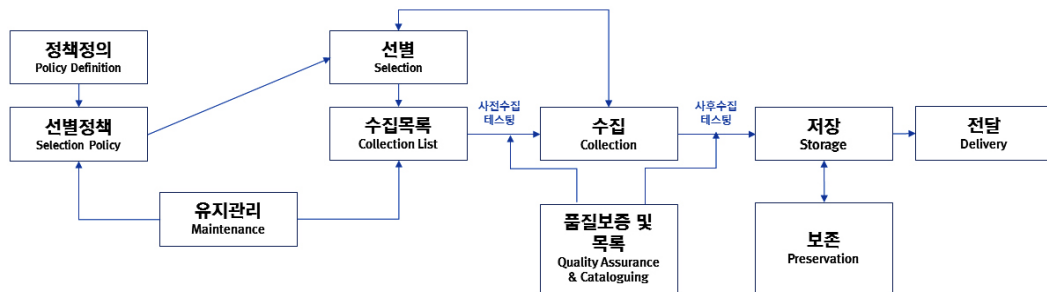 정책정의
Policy Definition
선별
Selection
선별정책
Selection Policy
수집목록
Collection List
사전수집
테스팅
수집
Collection
사후수집
테스팅
저장
Storage
전달
Delivery
유지관리
Maintenance
품질보증 및
목록
Quality Assurance
& Cataloguing
보존
Preservation